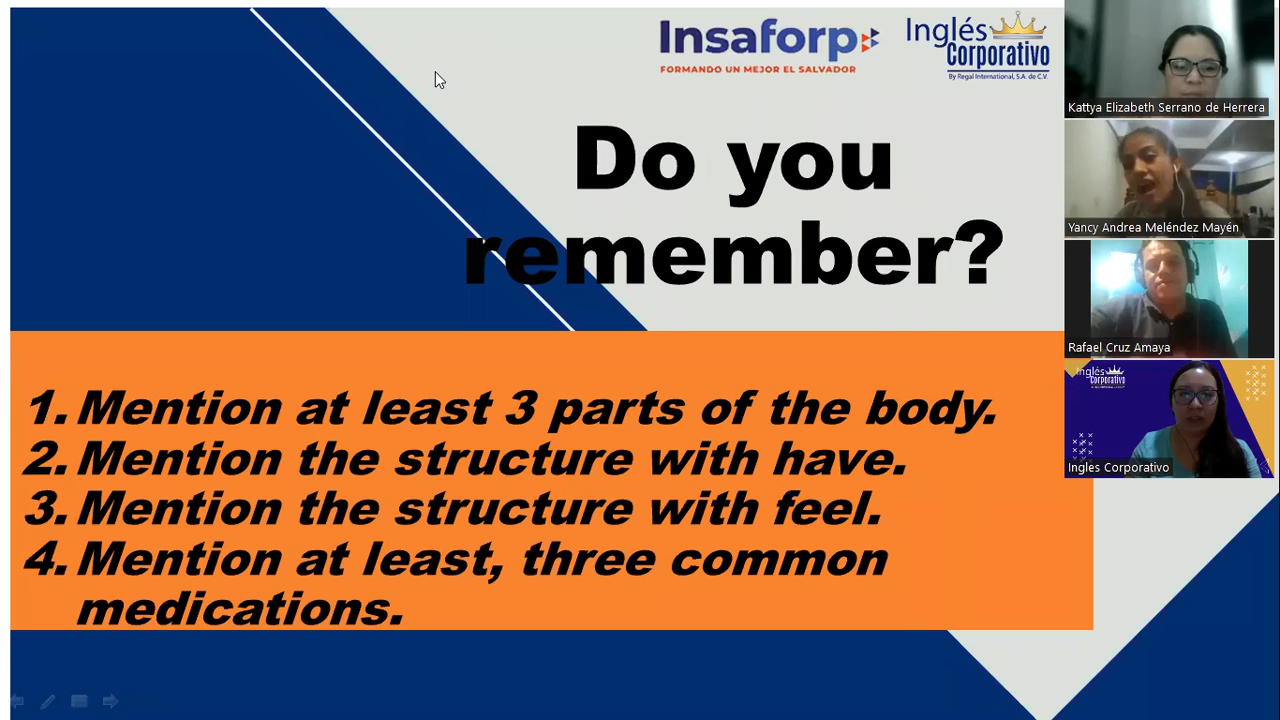 Insaforp
FORMANDO UN MEJOR EL SALVADOR
Inglés
Corporativo
By Regal International, S.A. de C.V.
Do you
remember?
1. Mention at least 3 parts of the body.
2. Mention the structure with have.
3. Mention the structure with feel.
4. Mention at least, three common
medications.
Kattya Elizabeth Serrano de Herrera
Yancy Andrea Meléndez Mayén
Rafael Cruz Amaya
Inglés
Corporativo
Ingles Corporativo